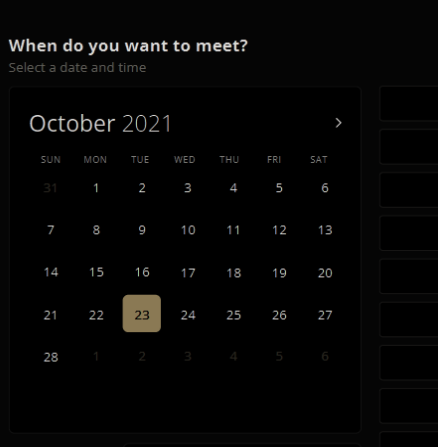 When do you want to meet?
Select a date and time
October 2021
SUN MON TUE WED THU FRI SAT
31 1 2 3 4 5 6
7 8 9 10 11 12 13
14 15 16 17 18 19 20
21 22 23 24 25 26 27
28 1 2 3 4 5 6